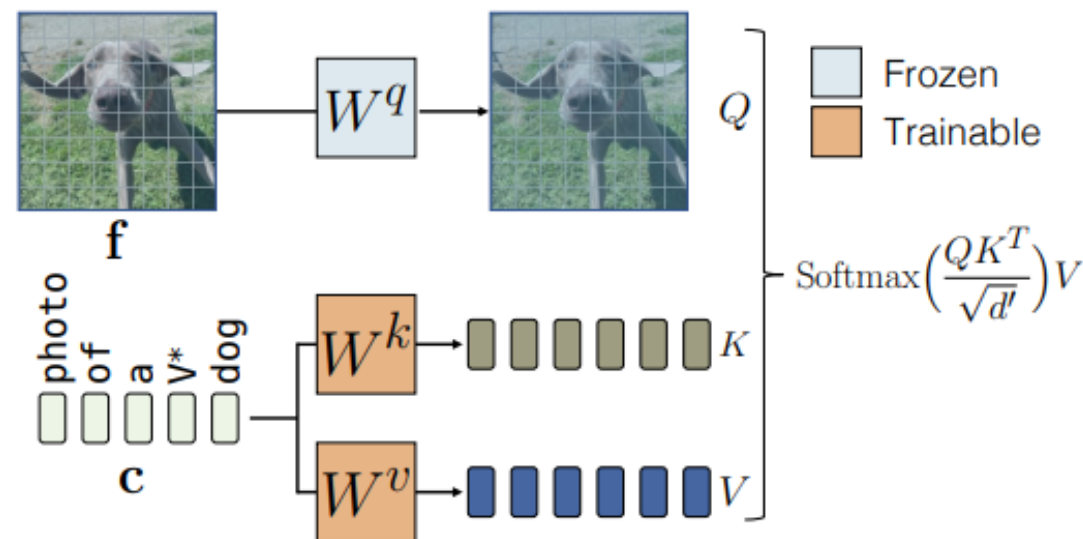 W^q
Q
Frozen
Trainable
f
Softmax(QK^T/√d')V
photo
of
a
V*
dog
c
W^k
K
W^v
V